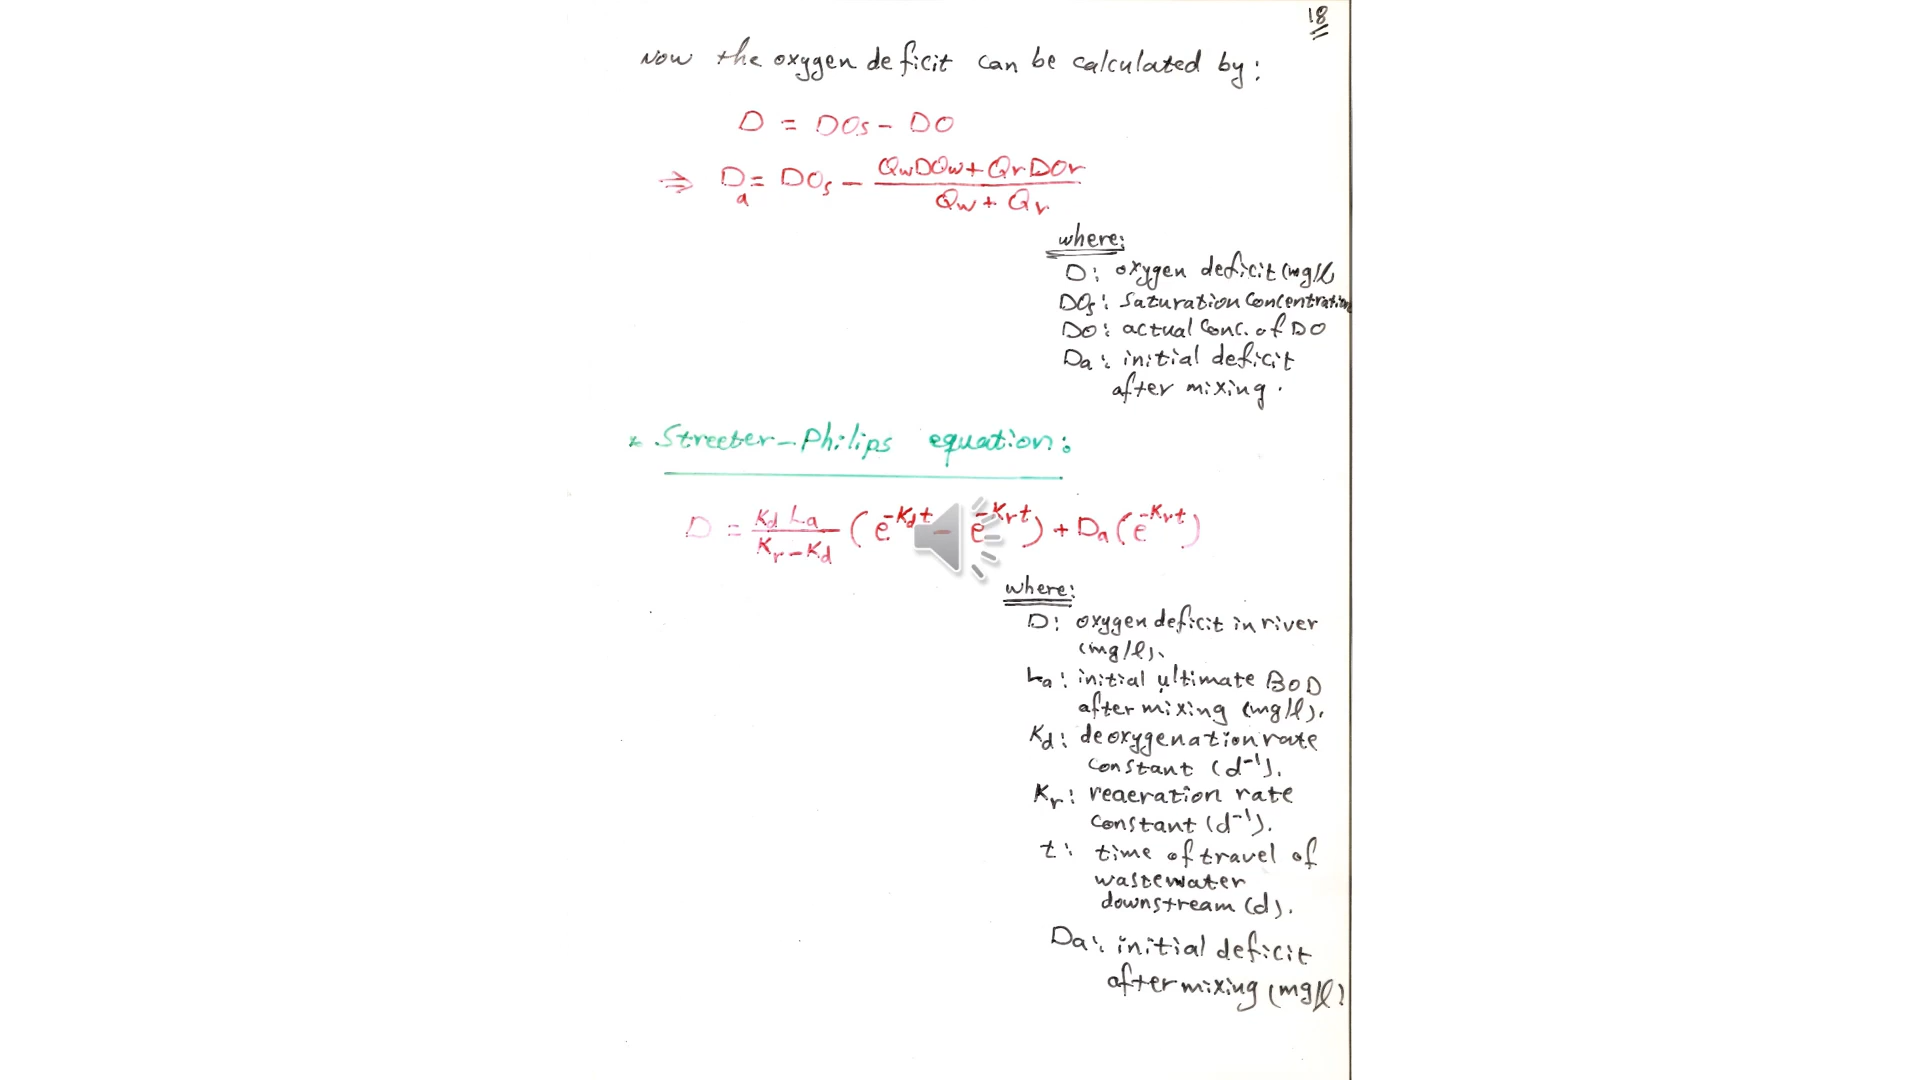 18
Now the oxygen deficit can be calculated by:
D = DOs - DO
⇒ Da = DOs - (QwDOw + QrDOr) / (Qw + Qr)
where:
D: oxygen deficit (mg/l
DOs: Saturation Concentration
DO: actual Conc. of DO
Da: initial deficit
after mixing.
* Streeter-Philips equation:
D = (Kd La) / (Kr - Kd) (e^-Kdt - e^-Krt) + Da (e^-Krt)
where:
D: oxygen deficit in river
(mg/l).
La: initial ultimate BOD
after mixing (mg/l).
Kd: deoxygenation rate
constant (d^-1).
Kr: reaeration rate
constant (d^-1).
t: time of travel of
wastewater
downstream (d).
Da: initial deficit
after mixing (mg/l)